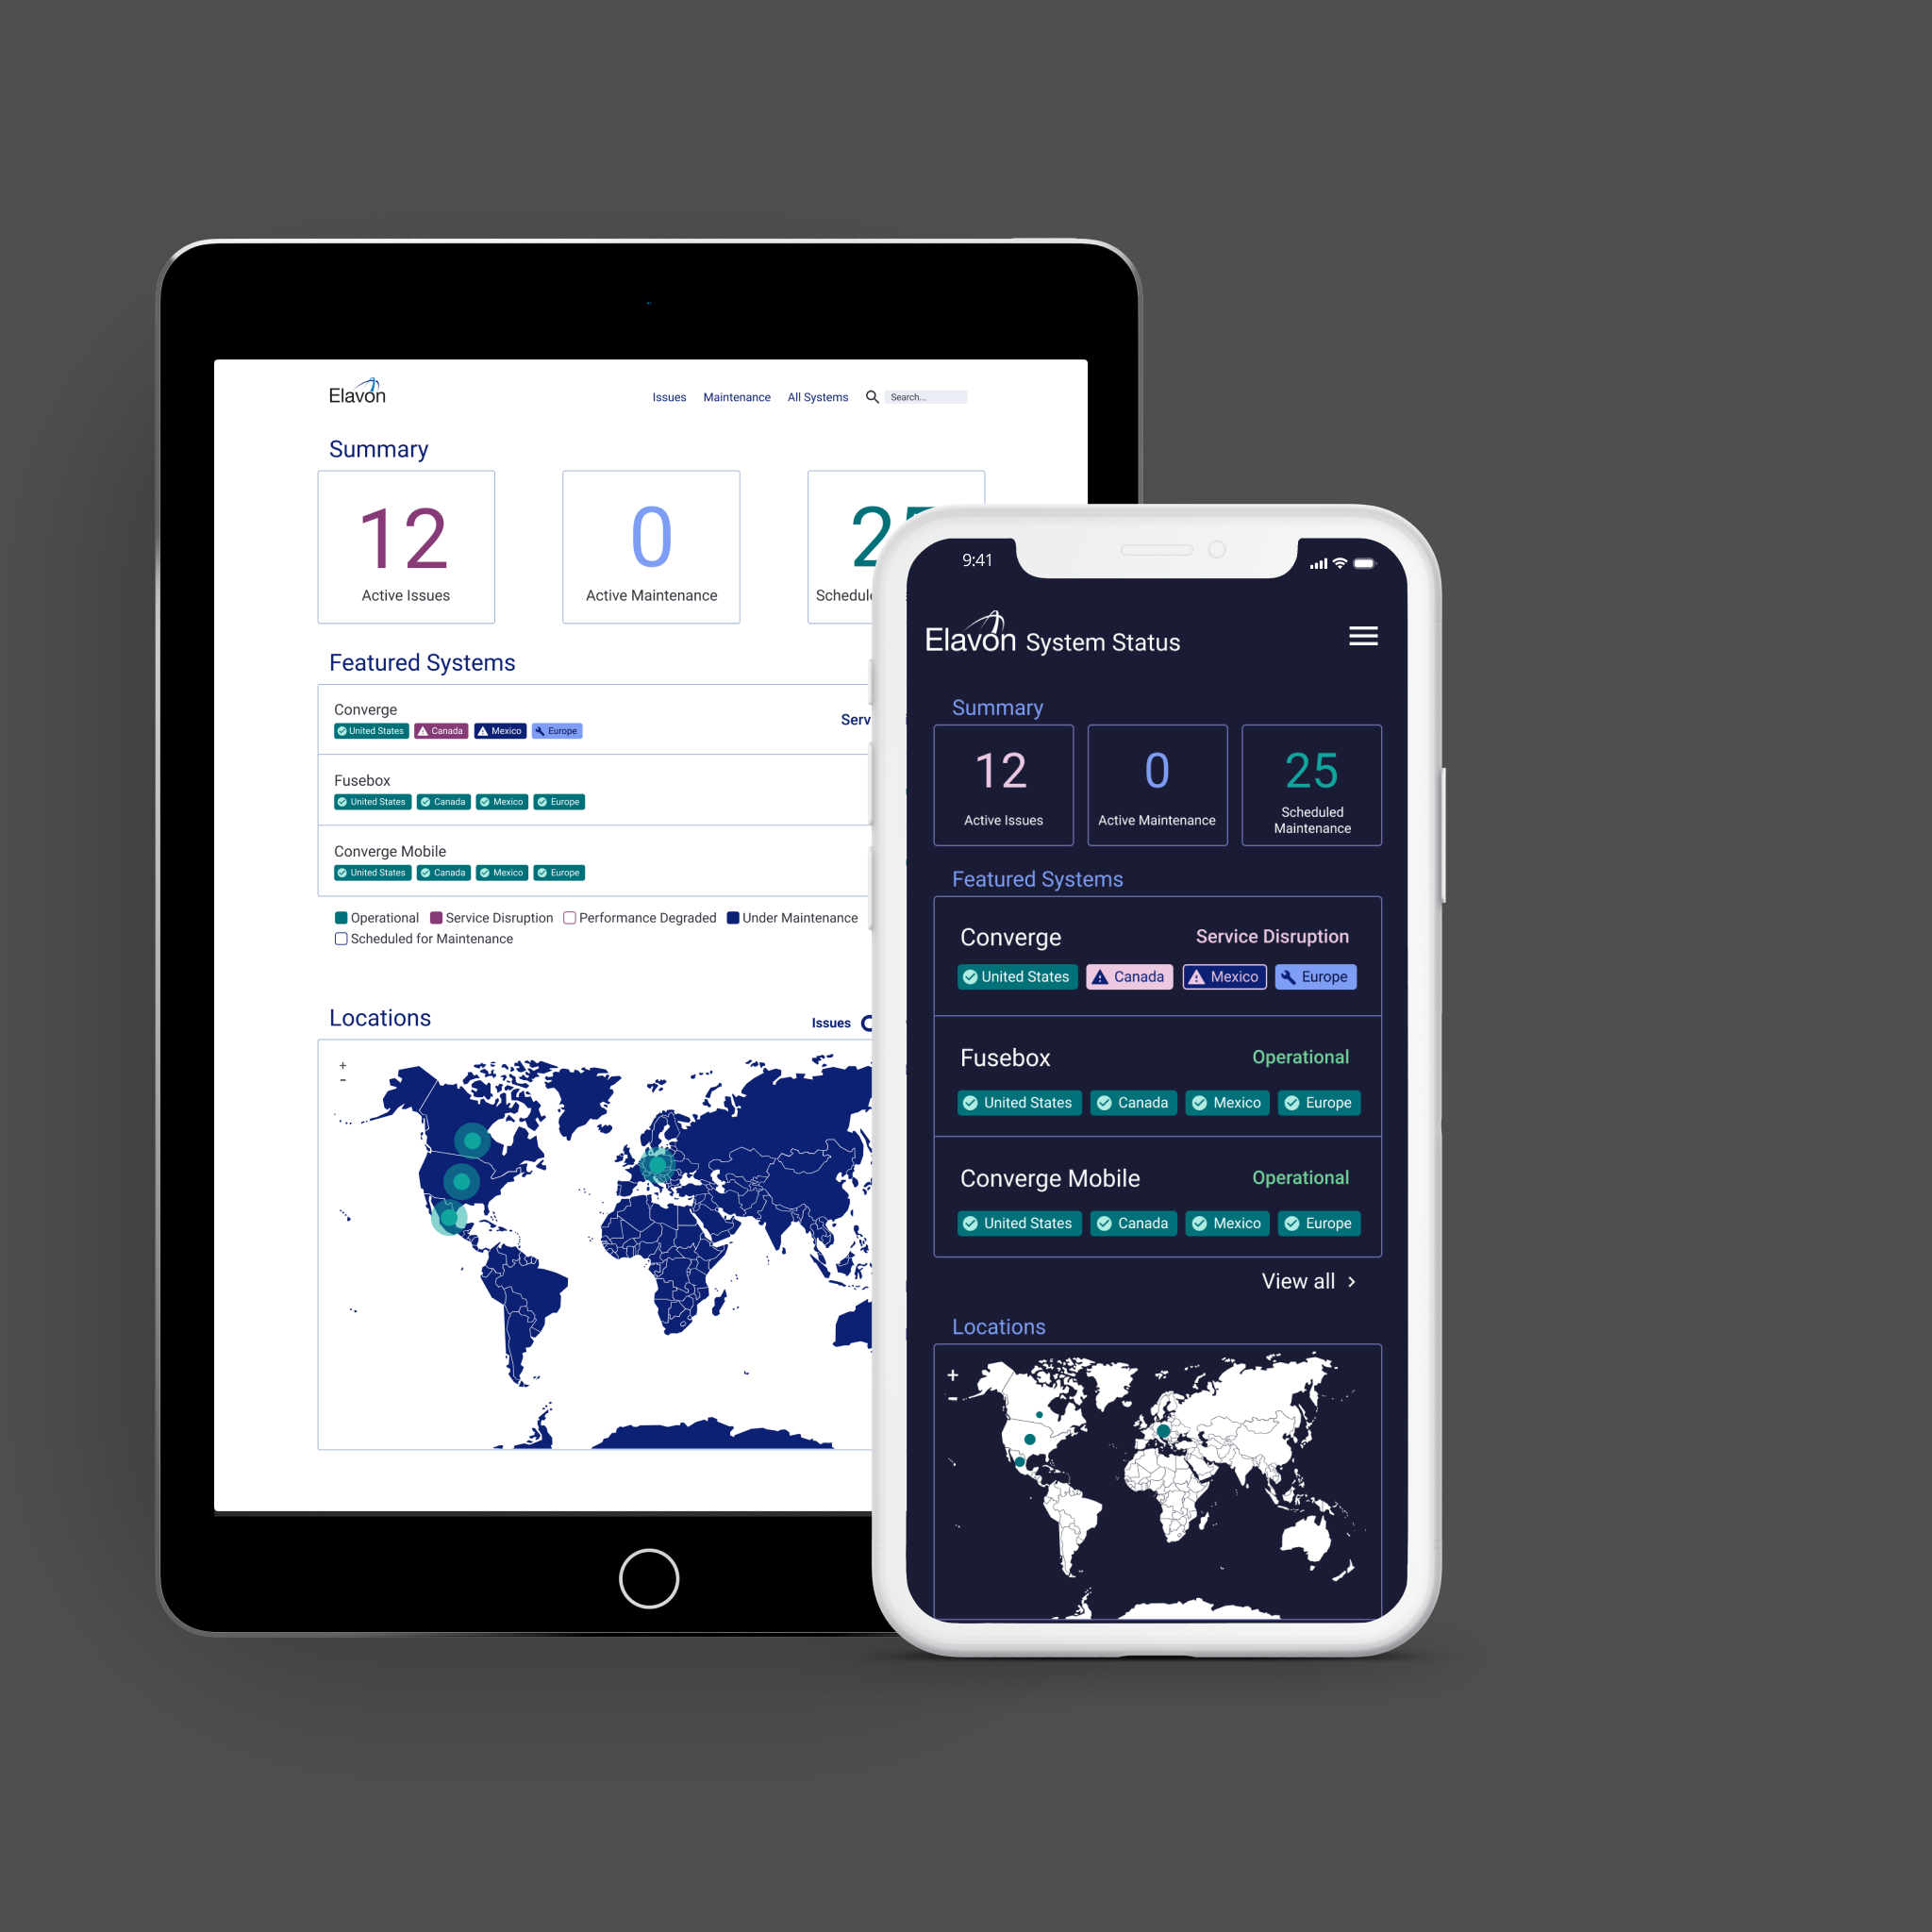 Elavon
Issues Maintenance All Systems Search...
Summary
12
Active Issues
0
Active Maintenance
Featured Systems
Converge
United States Canada Mexico Europe
Fusebox
United States Canada Mexico Europe
Converge Mobile
United States Canada Mexico Europe
Operational Service Disruption Performance Degraded Under Maintenance
Scheduled for Maintenance
Locations
Issues
+
-
9:41
Elavon System Status
Summary
12
Active Issues
0
Active Maintenance
25
Scheduled
Maintenance
Featured Systems
Converge Service Disruption
United States Canada Mexico Europe
Fusebox Operational
United States Canada Mexico Europe
Converge Mobile Operational
United States Canada Mexico Europe
View all >
Locations
+
-